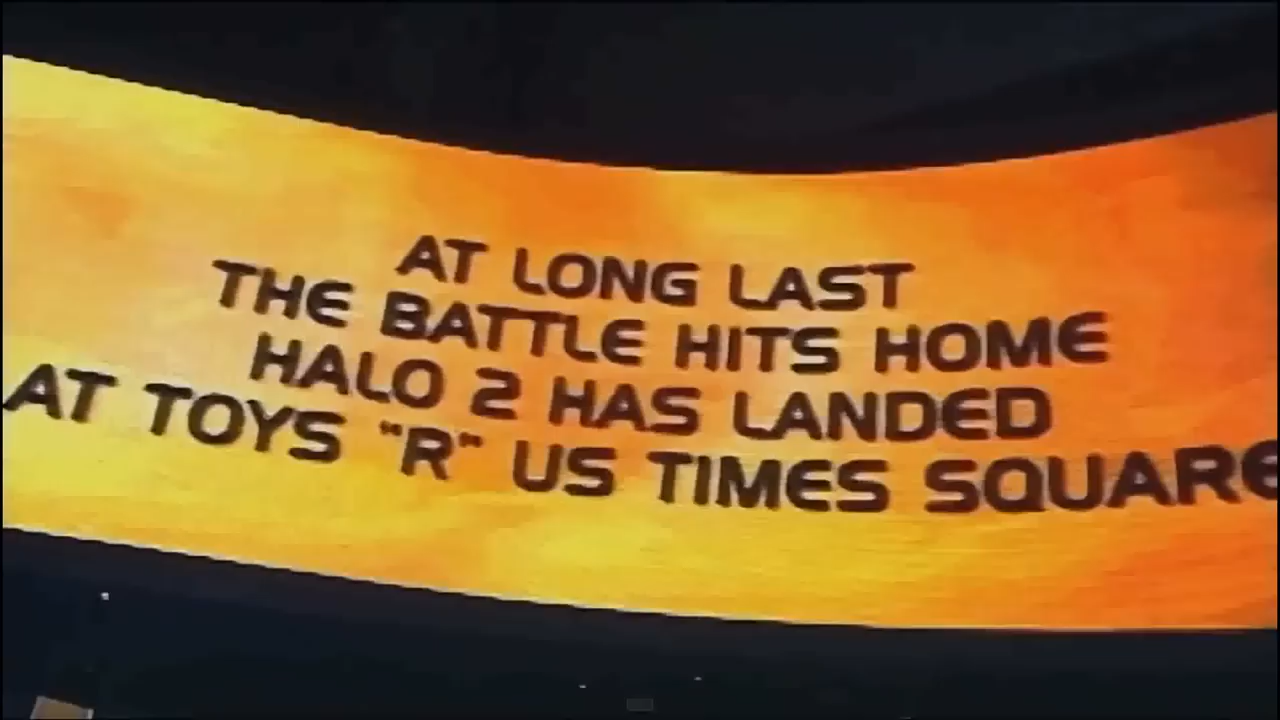 AT LONG LAST
THE BATTLE HITS HOME
HALO 2 HAS LANDED
AT TOYS "R" US TIMES SQUARE